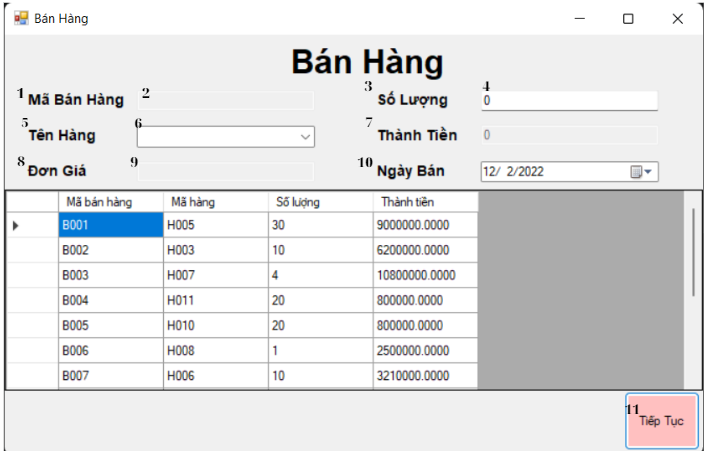 Bán Hàng
Bán Hàng
1 Mã Bán Hàng 2 3 Số Lượng 4 0
5 Tên Hàng 6 7 Thành Tiền 0
8 Đơn Giá 9 10 Ngày Bán 12/ 2/2022
Mã bán hàng Mã hàng Số lượng Thành tiền
B001 H005 30 9000000.0000
B002 H003 10 6200000.0000
B003 H007 4 10800000.0000
B004 H011 20 800000.0000
B005 H010 20 800000.0000
B006 H008 1 2500000.0000
B007 H006 10 3210000.0000
11 Tiếp Tục